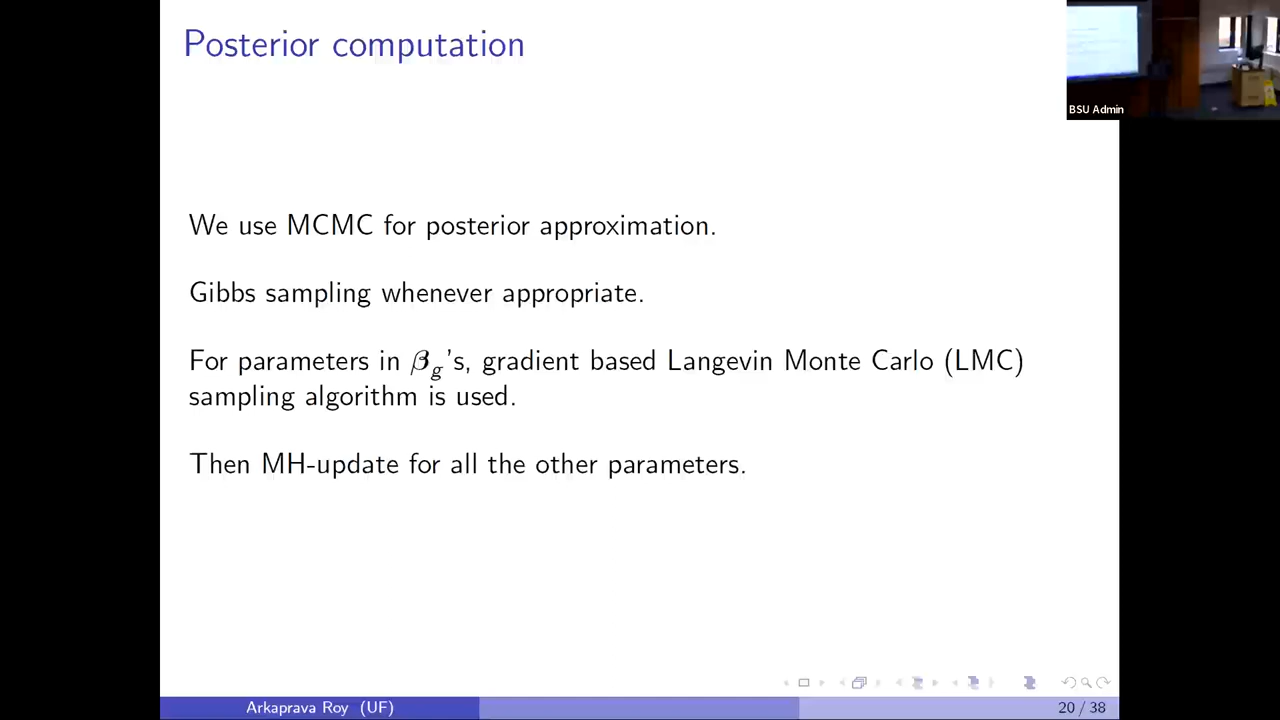 Posterior computation
BSU Admin
We use MCMC for posterior approximation.
Gibbs sampling whenever appropriate.
For parameters in βg's, gradient based Langevin Monte Carlo (LMC)
sampling algorithm is used.
Then MH-update for all the other parameters.
Arkaprava Roy (UF)
20 / 38